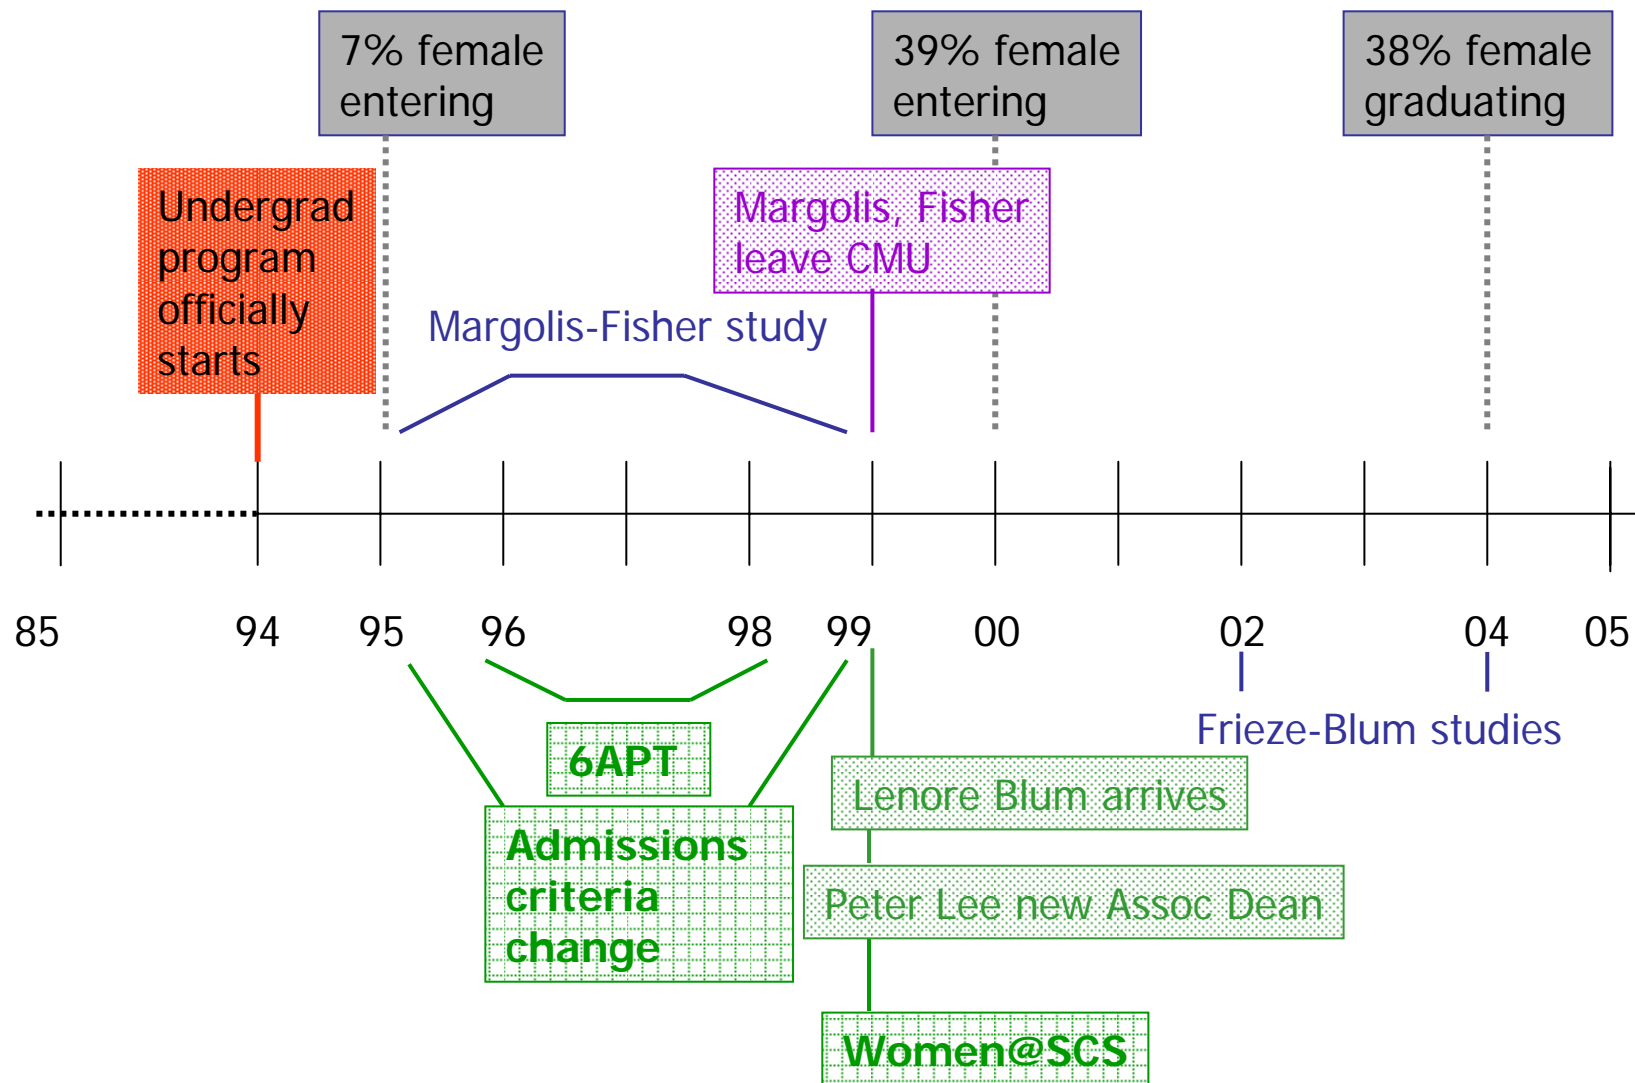 7% female
entering
39% female
entering
38% female
graduating
Undergrad
program
officially
starts
Margolis, Fisher
leave CMU
Margolis-Fisher study
85 94 95 96 98 99 00 02 04 05
6APT
Admissions
criteria
change
Frieze-Blum studies
Lenore Blum arrives
Peter Lee new Assoc Dean
Women@SCS